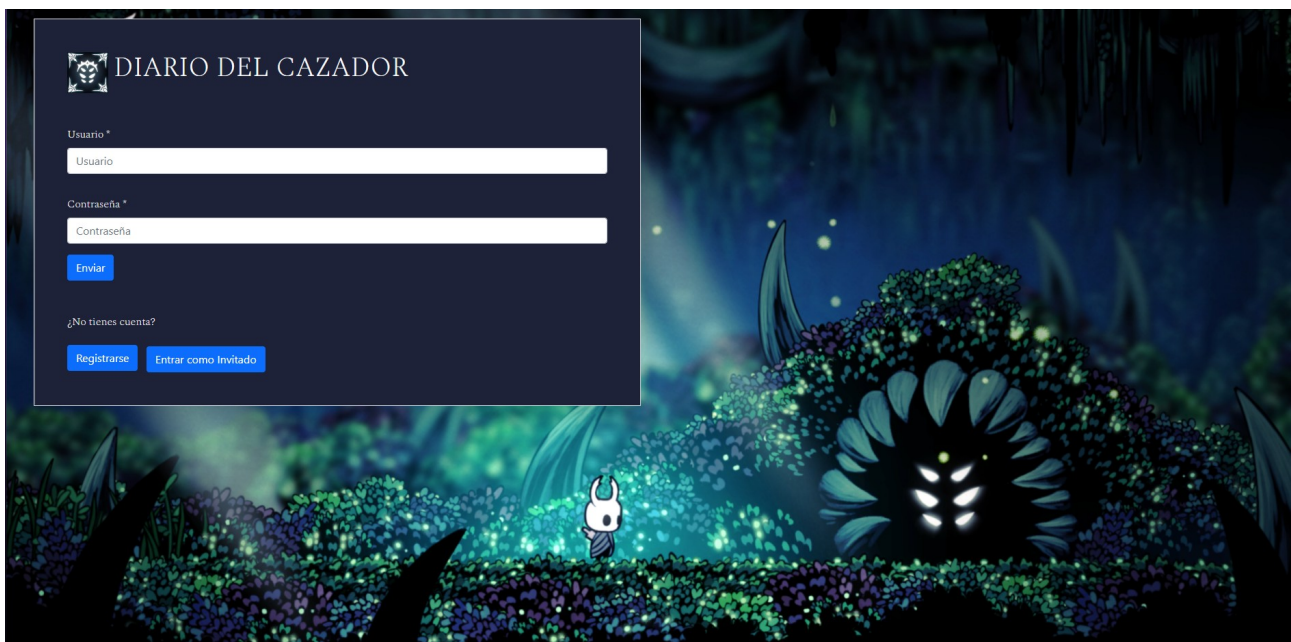 DIARIO DEL CAZADOR
Usuario *
Usuario
Contraseña *
Contraseña
Enviar
¿No tienes cuenta?
Registrarse Entrar como Invitado